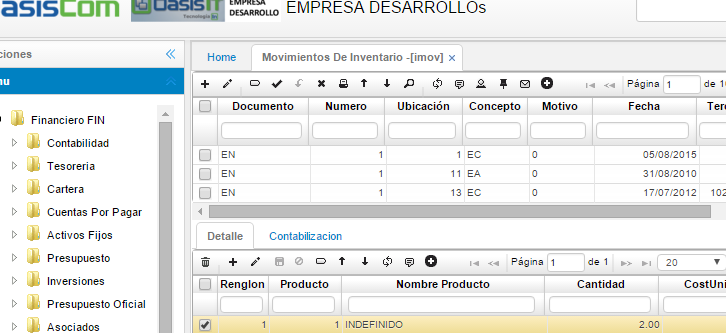 asisCom OasisIT Tecnología EMPRESA DESARROLLO EMPRESA DESARROLLOs
ciones
nu
Financiero FIN
Contabilidad
Tesoreria
Cartera
Cuentas Por Pagar
Activos Fijos
Presupuesto
Inversiones
Presupuesto Oficial
Asociados
Home Movimientos De Inventario -[imov] ×
Página 1 de 10
Documento Numero Ubicación Concepto Motivo Fecha Terc
EN 1 1 EC 0 05/08/2015
EN 1 11 EA 0 31/08/2010
EN 1 13 EC 0 17/07/2012 102
Detalle Contabilizacion
Página 1 de 1 20
Renglon Producto Nombre Producto Cantidad CostUni
1 1 INDEFINIDO 2.00